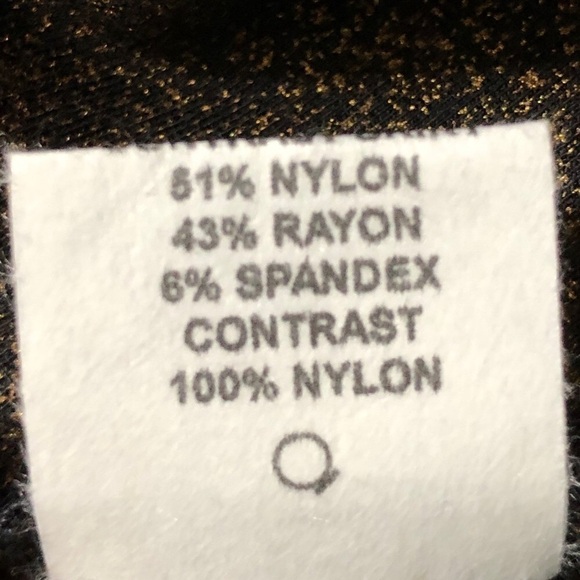 51% NYLON
43% RAYON
6% SPANDEX
CONTRAST
100% NYLON